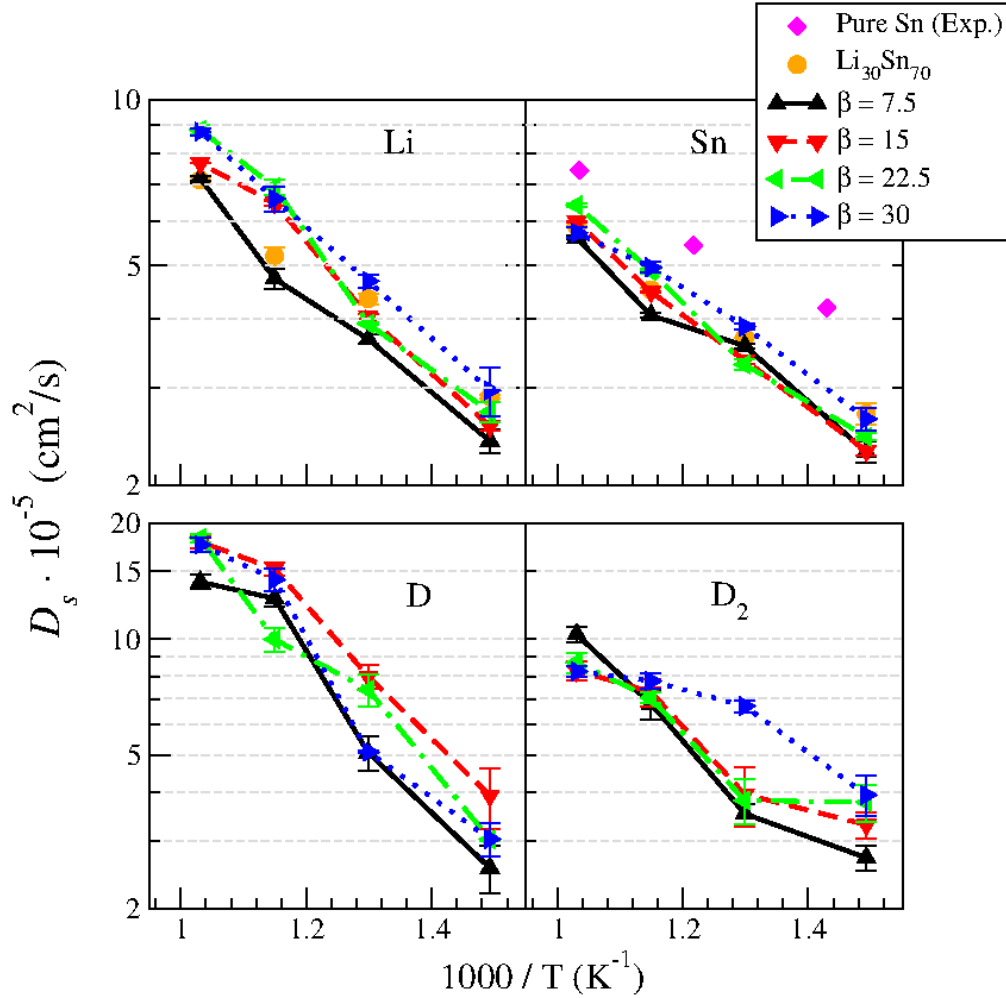 Pure Sn (Exp.)
Li₃₀Sn₇₀
β = 7.5
β = 15
β = 22.5
β = 30
10
5
2
Li
Sn
20
15
10
5
2
D
D₂
1
1.2
1.4
1
1.2
1.4
D_s · 10⁻⁵ (cm²/s)
1000 / T (K⁻¹)